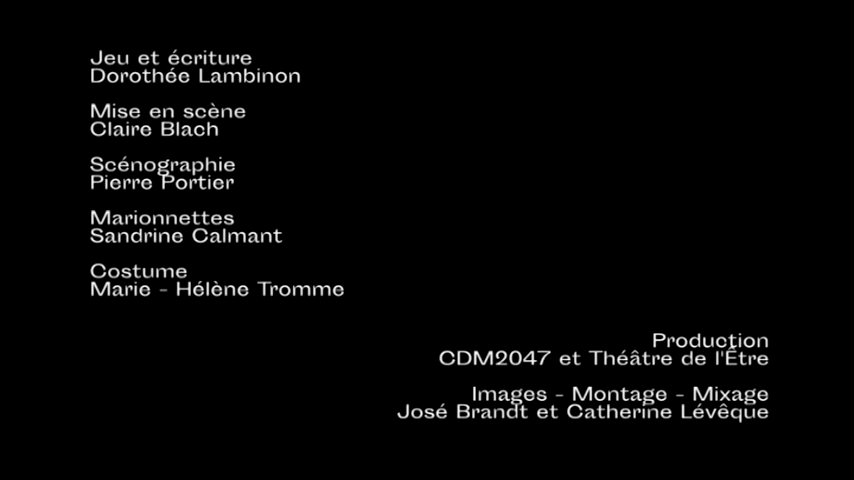 Jeu et écriture
Dorothée Lambinon
Mise en scène
Claire Blach
Scénographie
Pierre Portier
Marionnettes
Sandrine Calmant
Costume
Marie - Hélène Tromme
Production
CDM2047 et Théâtre de l'Être
Images - Montage - Mixage
José Brandt et Catherine Lévêque